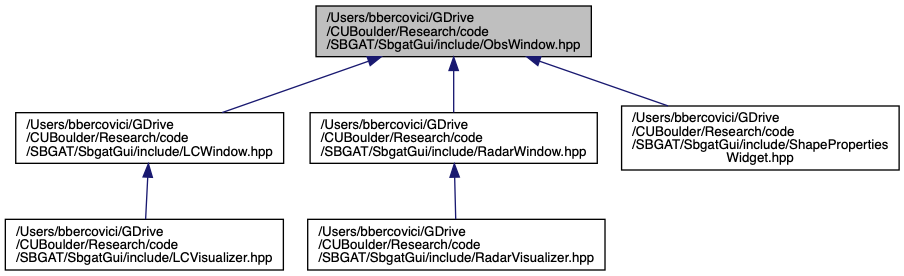 /Users/bbercovici/GDrive
/CUBoulder/Research/code
/SBGAT/SbgatGui/include/ObsWindow.hpp
/Users/bbercovici/GDrive
/CUBoulder/Research/code
/SBGAT/SbgatGui/include/LCWindow.hpp
/Users/bbercovici/GDrive
/CUBoulder/Research/code
/SBGAT/SbgatGui/include/RadarWindow.hpp
/Users/bbercovici/GDrive
/CUBoulder/Research/code
/SBGAT/SbgatGui/include/ShapeProperties
Widget.hpp
/Users/bbercovici/GDrive
/CUBoulder/Research/code
/SBGAT/SbgatGui/include/LCVisualizer.hpp
/Users/bbercovici/GDrive
/CUBoulder/Research/code
/SBGAT/SbgatGui/include/RadarVisualizer.hpp